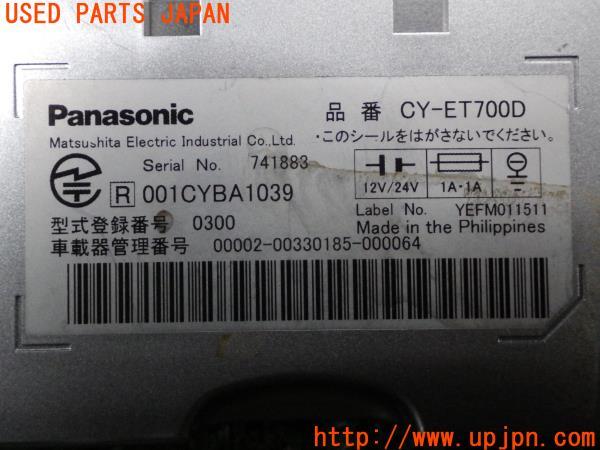 USED PARTS JAPAN
Panasonic
品番 CY-ET700D
Matsushita Electric Industrial Co.,Ltd.
・このシールをはがさないでください。
Serial No. 741883
R 001CYBA1039
12V/24V 1A・1A
型式登録番号 0300
Label No. YEFM011511
車載器管理番号 00002-00330185-000064
Made in the Philippines
http://www.upjpn.com/